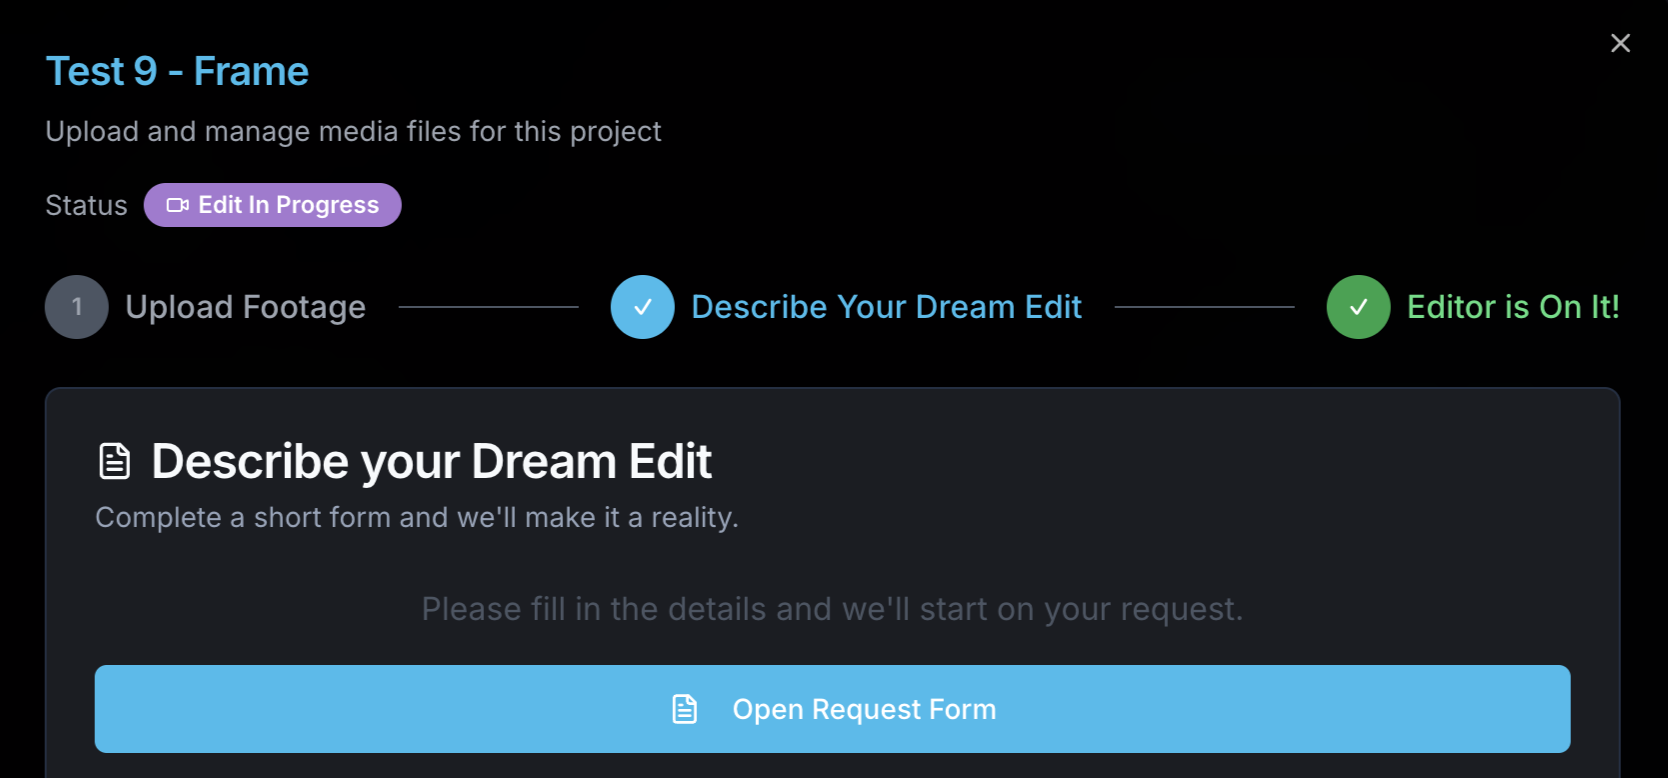 Test 9 - Frame
Upload and manage media files for this project
Status Edit In Progress
1 Upload Footage Describe Your Dream Edit Editor is On It!
Describe your Dream Edit
Complete a short form and we'll make it a reality.
Please fill in the details and we'll start on your request.
Open Request Form